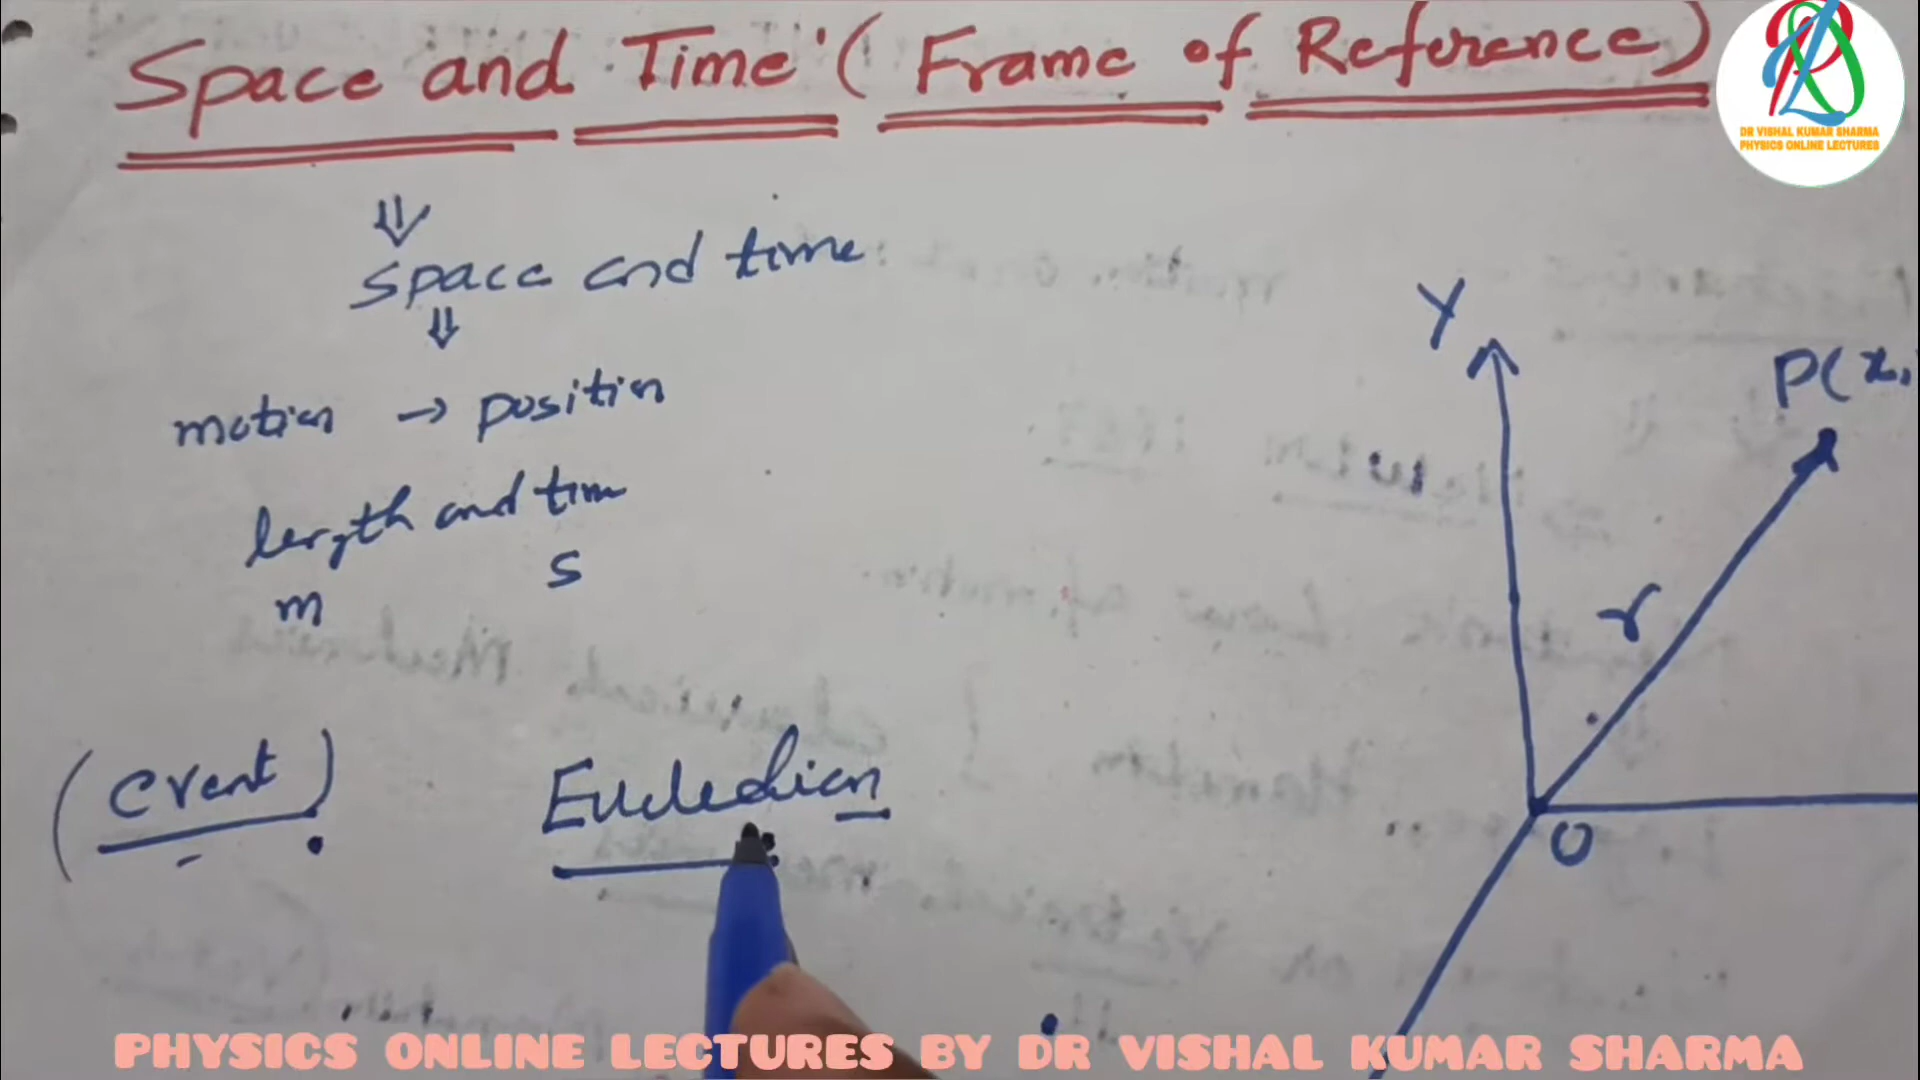 Space and Time (Frame of Reference)
DR VISHAL KUMAR SHARMA
PHYSICS ONLINE LECTURES
⇓
Space and time
⇓
motion → position
length and time
m s
Y
P(x,
r
O
(event)
Eucledian
PHYSICS ONLINE LECTURES BY DR VISHAL KUMAR SHARMA